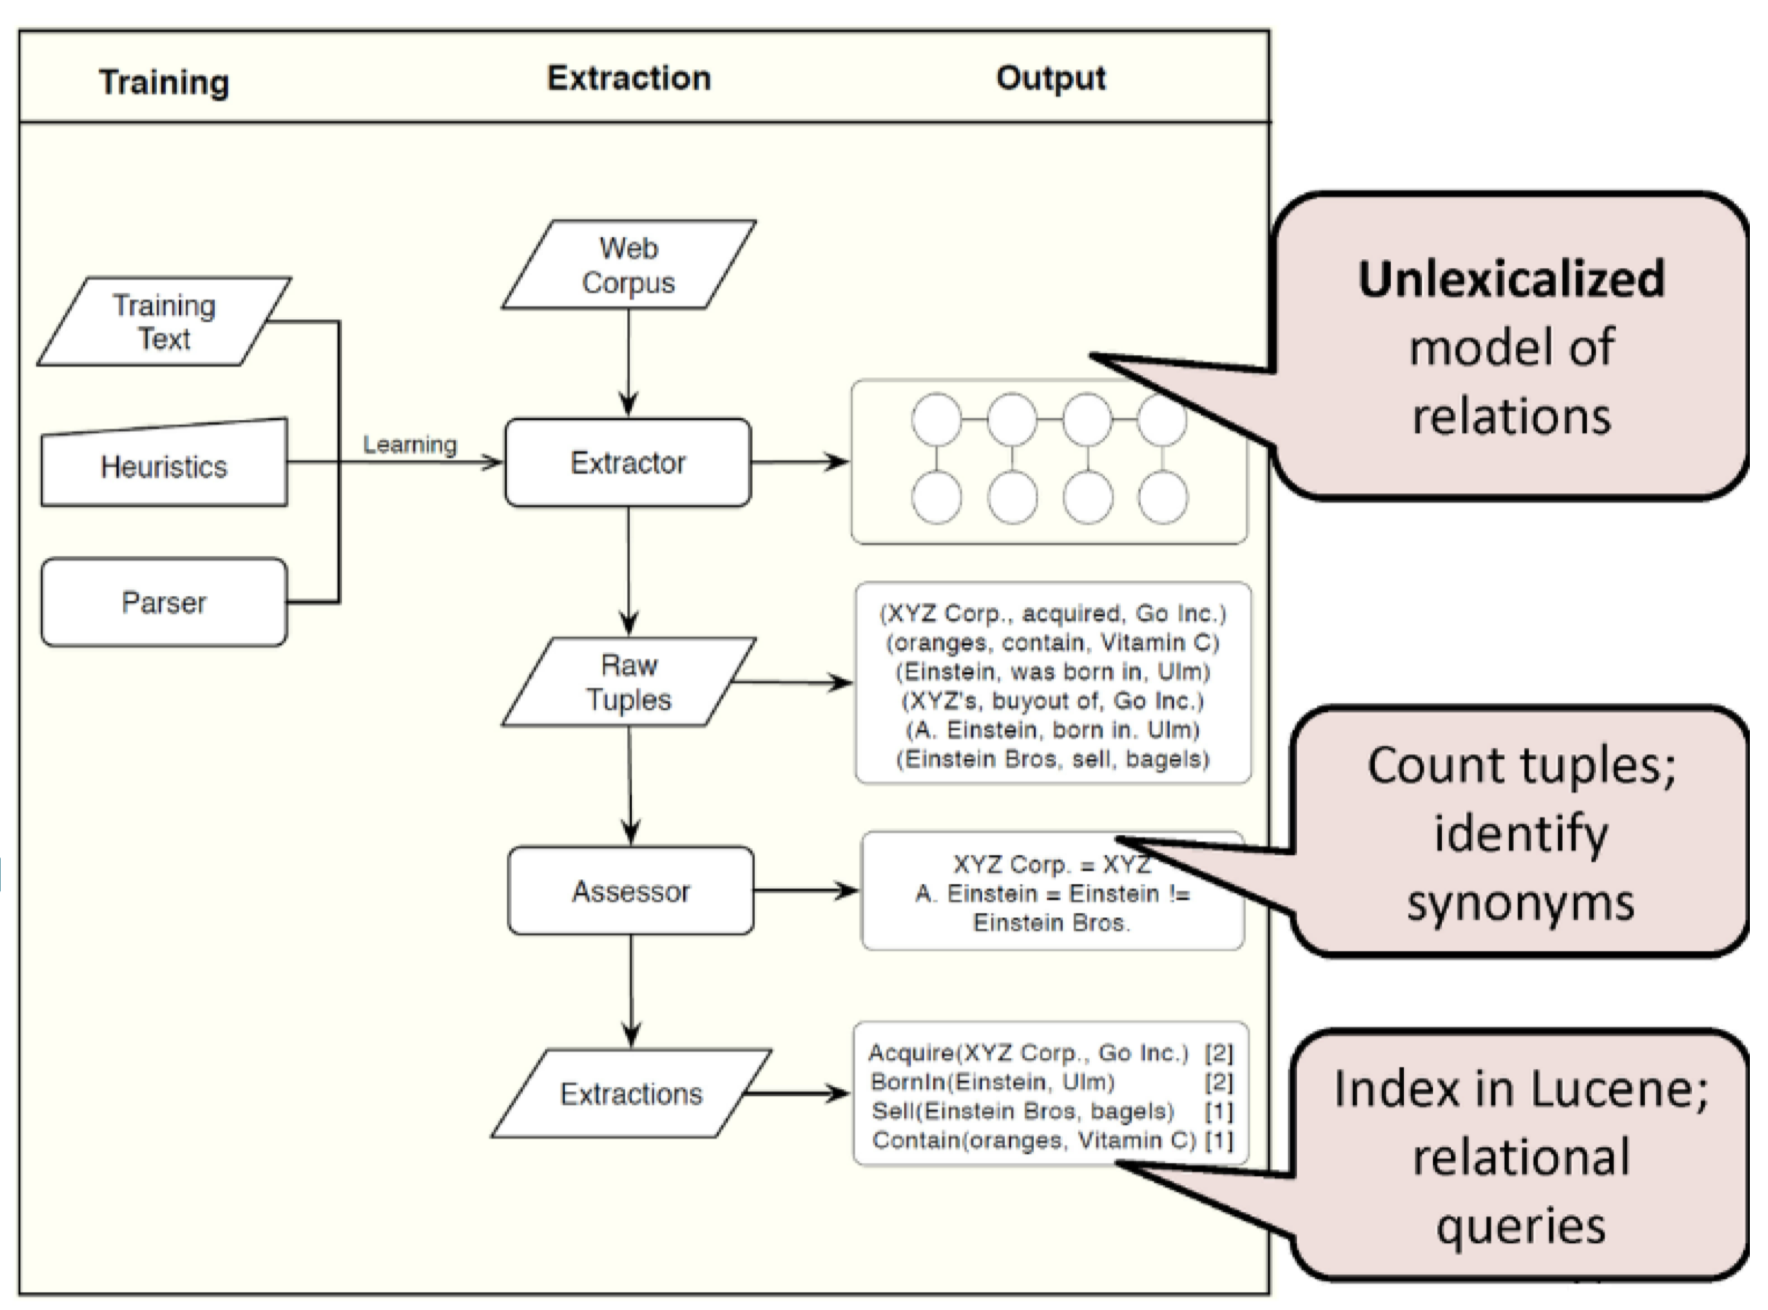 Training
Extraction
Output
Web
Corpus
Training
Text
Heuristics
Learning
Extractor
Parser
Unlexicalized
model of
relations
Raw
Tuples
(XYZ Corp., acquired, Go Inc.)
(oranges, contain, Vitamin C)
(Einstein, was born in, Ulm)
(XYZ's, buyout of, Go Inc.)
(A. Einstein, born in. Ulm)
(Einstein Bros, sell, bagels)
Assessor
XYZ Corp. = XYZ
A. Einstein = Einstein !=
Einstein Bros.
Count tuples;
identify
synonyms
Extractions
Acquire(XYZ Corp., Go Inc.) [2]
BornIn(Einstein, Ulm) [2]
Sell(Einstein Bros, bagels) [1]
Contain(oranges, Vitamin C) [1]
Index in Lucene;
relational
queries